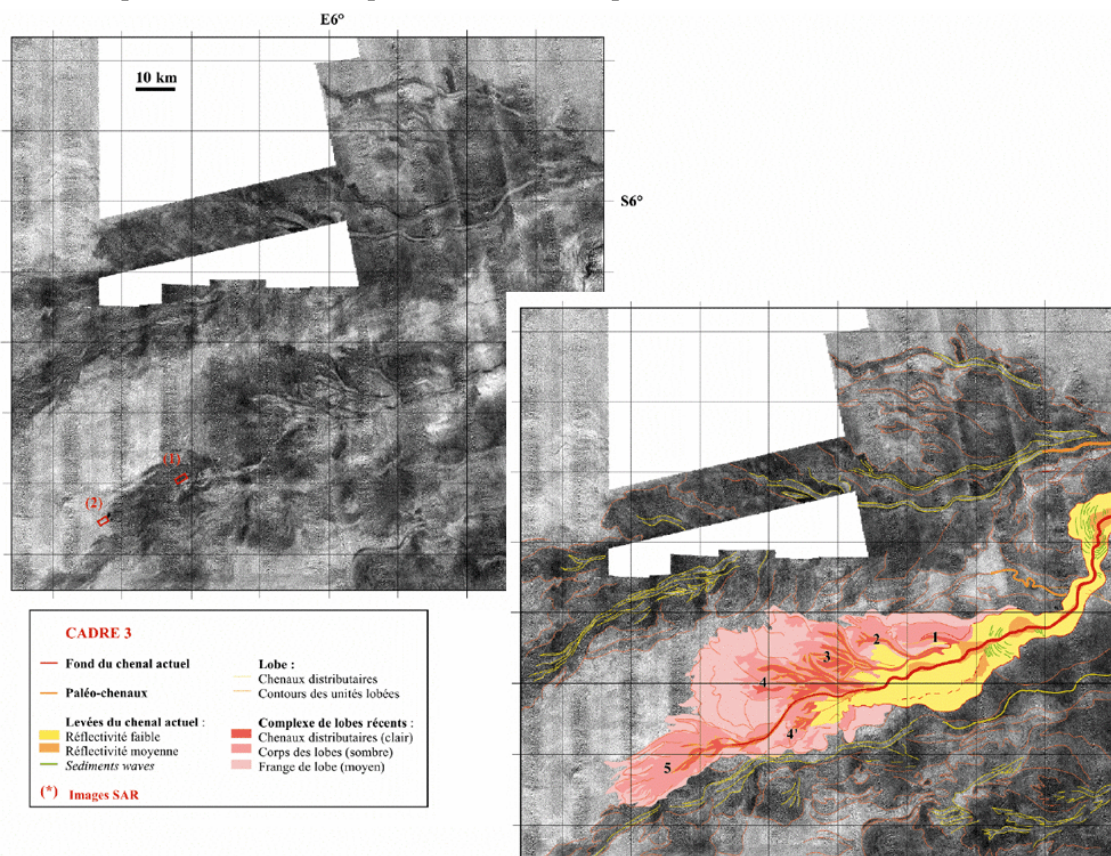 E6°
10 km
S6°
(1)
(2)
1
2
3
4
4'
5
CADRE 3
Fond du chenal actuel
Paléo-chenaux
Levées du chenal actuel :
Réflectivité faible
Réflectivité moyenne
Sediments waves
(*) Images SAR
Lobe :
Chenaux distributaires
Contours des unités lobées
Complexe de lobes récents :
Chenaux distributaires (clair)
Corps des lobes (sombre)
Frange de lobe (moyen)